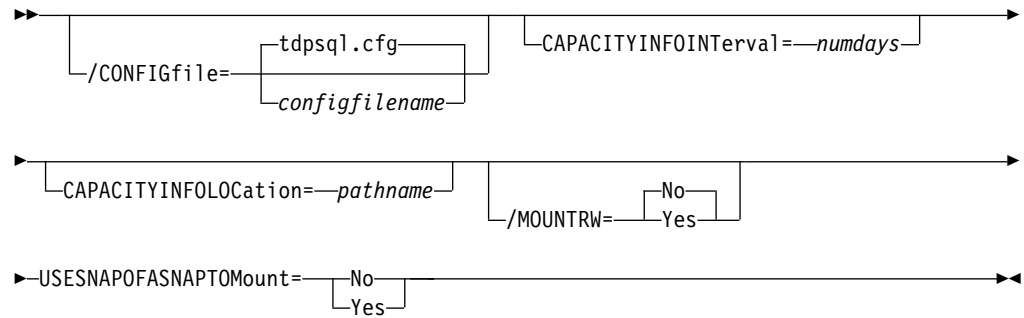 tdpsql.cfg CAPACITYINFOINTerval= numdays
/CONFIGfile= configfilename
CAPACITYINFOLOCation= pathname No
/MOUNTRW= Yes
USESNAPOFASNAPTOMount= No
Yes